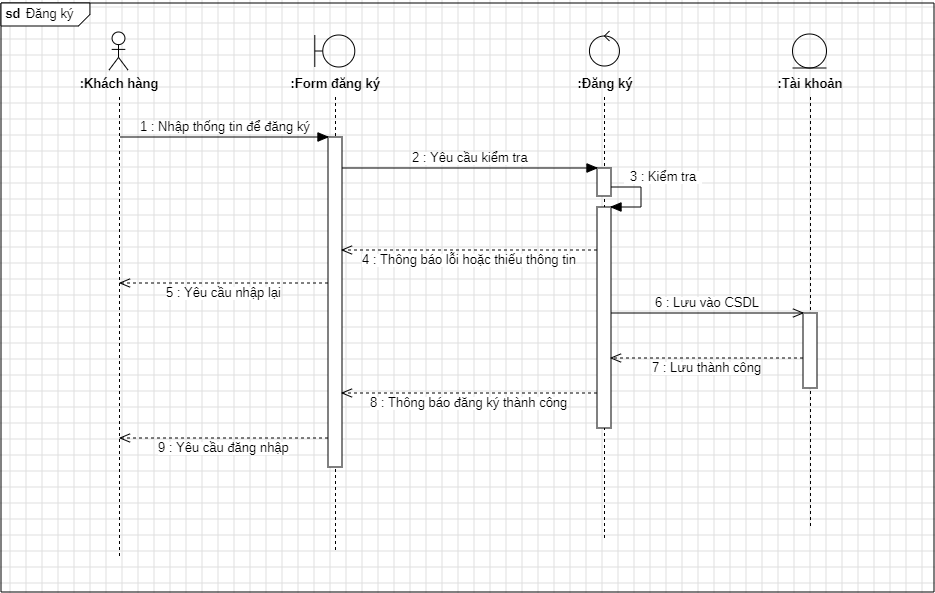 sd Đăng ký
:Khách hàng
:Form đăng ký
:Đăng ký
:Tài khoản
1 : Nhập thống tin để đăng ký
2 : Yêu cầu kiểm tra
3 : Kiểm tra
4 : Thông báo lỗi hoặc thiếu thông tin
5 : Yêu cầu nhập lại
6 : Lưu vào CSDL
7 : Lưu thành công
8 : Thông báo đăng ký thành công
9 : Yêu cầu đăng nhập